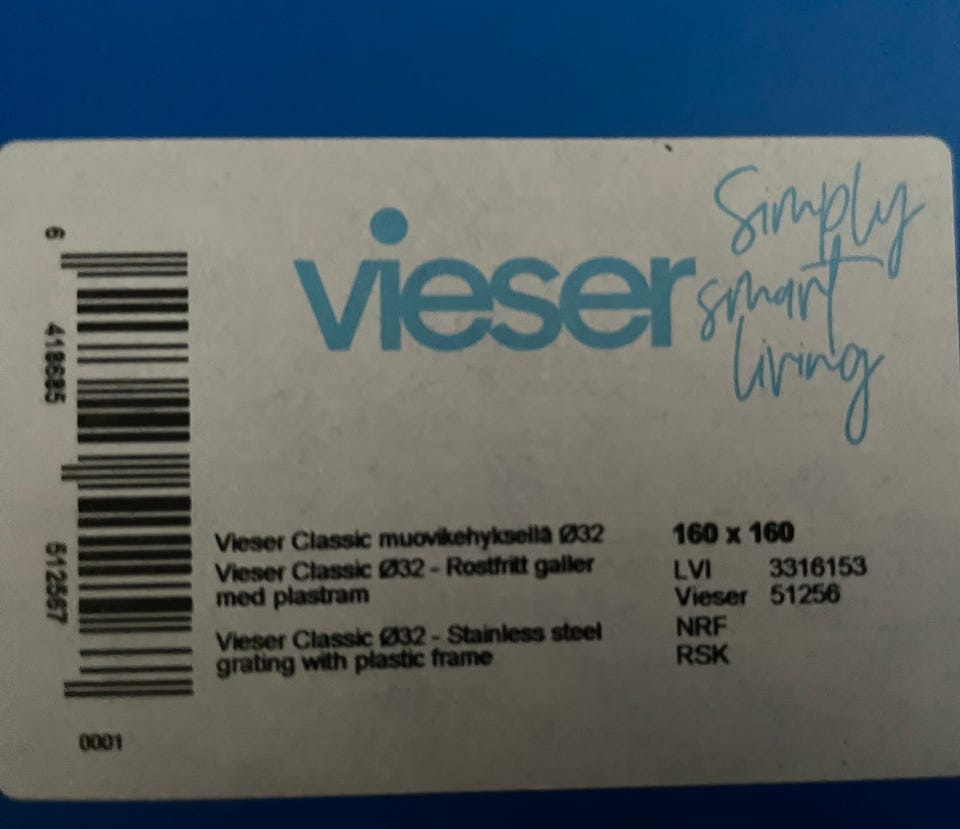 vieser
Simply
smart
living
6 418685 512567
0001
Vieser Classic muovikehyksellä Ø32
Vieser Classic Ø32 - Rostfritt galler
med plastram
Vieser Classic Ø32 - Stainless steel
grating with plastic frame
160 x 160
LVI 3316153
Vieser 51256
NRF
RSK